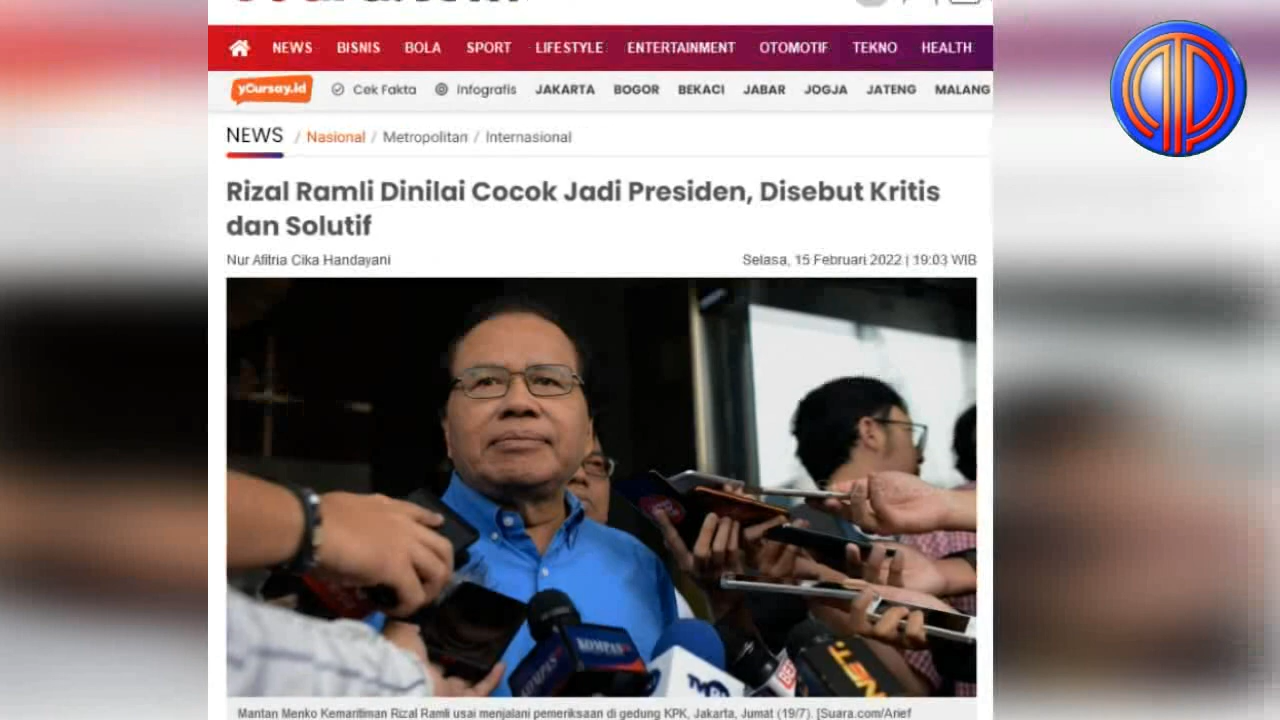 NEWS BISNIS BOLA SPORT LIFESTYLE ENTERTAINMENT OTOMOTIF TEKNO HEALTH
yCursay.id Cek Fakta Infografis JAKARTA BOGOR BEKACI JABAR JOGJA JATENG MALANG
NEWS / Nasional / Metropolitan / Internasional
Rizal Ramli Dinilai Cocok Jadi Presiden, Disebut Kritis
dan Solutif
Nur Afitria Cika Handayani Selasa, 15 Februari 2022 | 19:03 WIB
KOMPAS
KOMPAS
Mantan Menko Kemaritiman Rizal Ramli usai menjalani pemeriksaan di gedung KPK, Jakarta, Jumat (19/7). [Suara.com/Arief